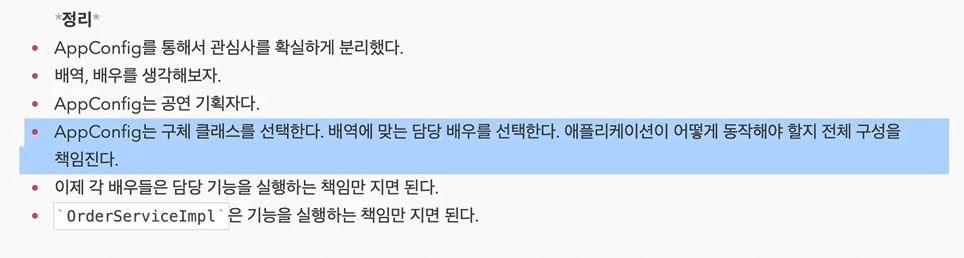 *정리*
AppConfig를 통해서 관심사를 확실하게 분리했다.
배역, 배우를 생각해보자.
AppConfig는 공연 기획자다.
AppConfig는 구체 클래스를 선택한다. 배역에 맞는 담당 배우를 선택한다. 애플리케이션이 어떻게 동작해야 할지 전체 구성을
책임진다.
이제 각 배우들은 담당 기능을 실행하는 책임만 지면 된다.
`OrderServiceImpl`은 기능을 실행하는 책임만 지면 된다.